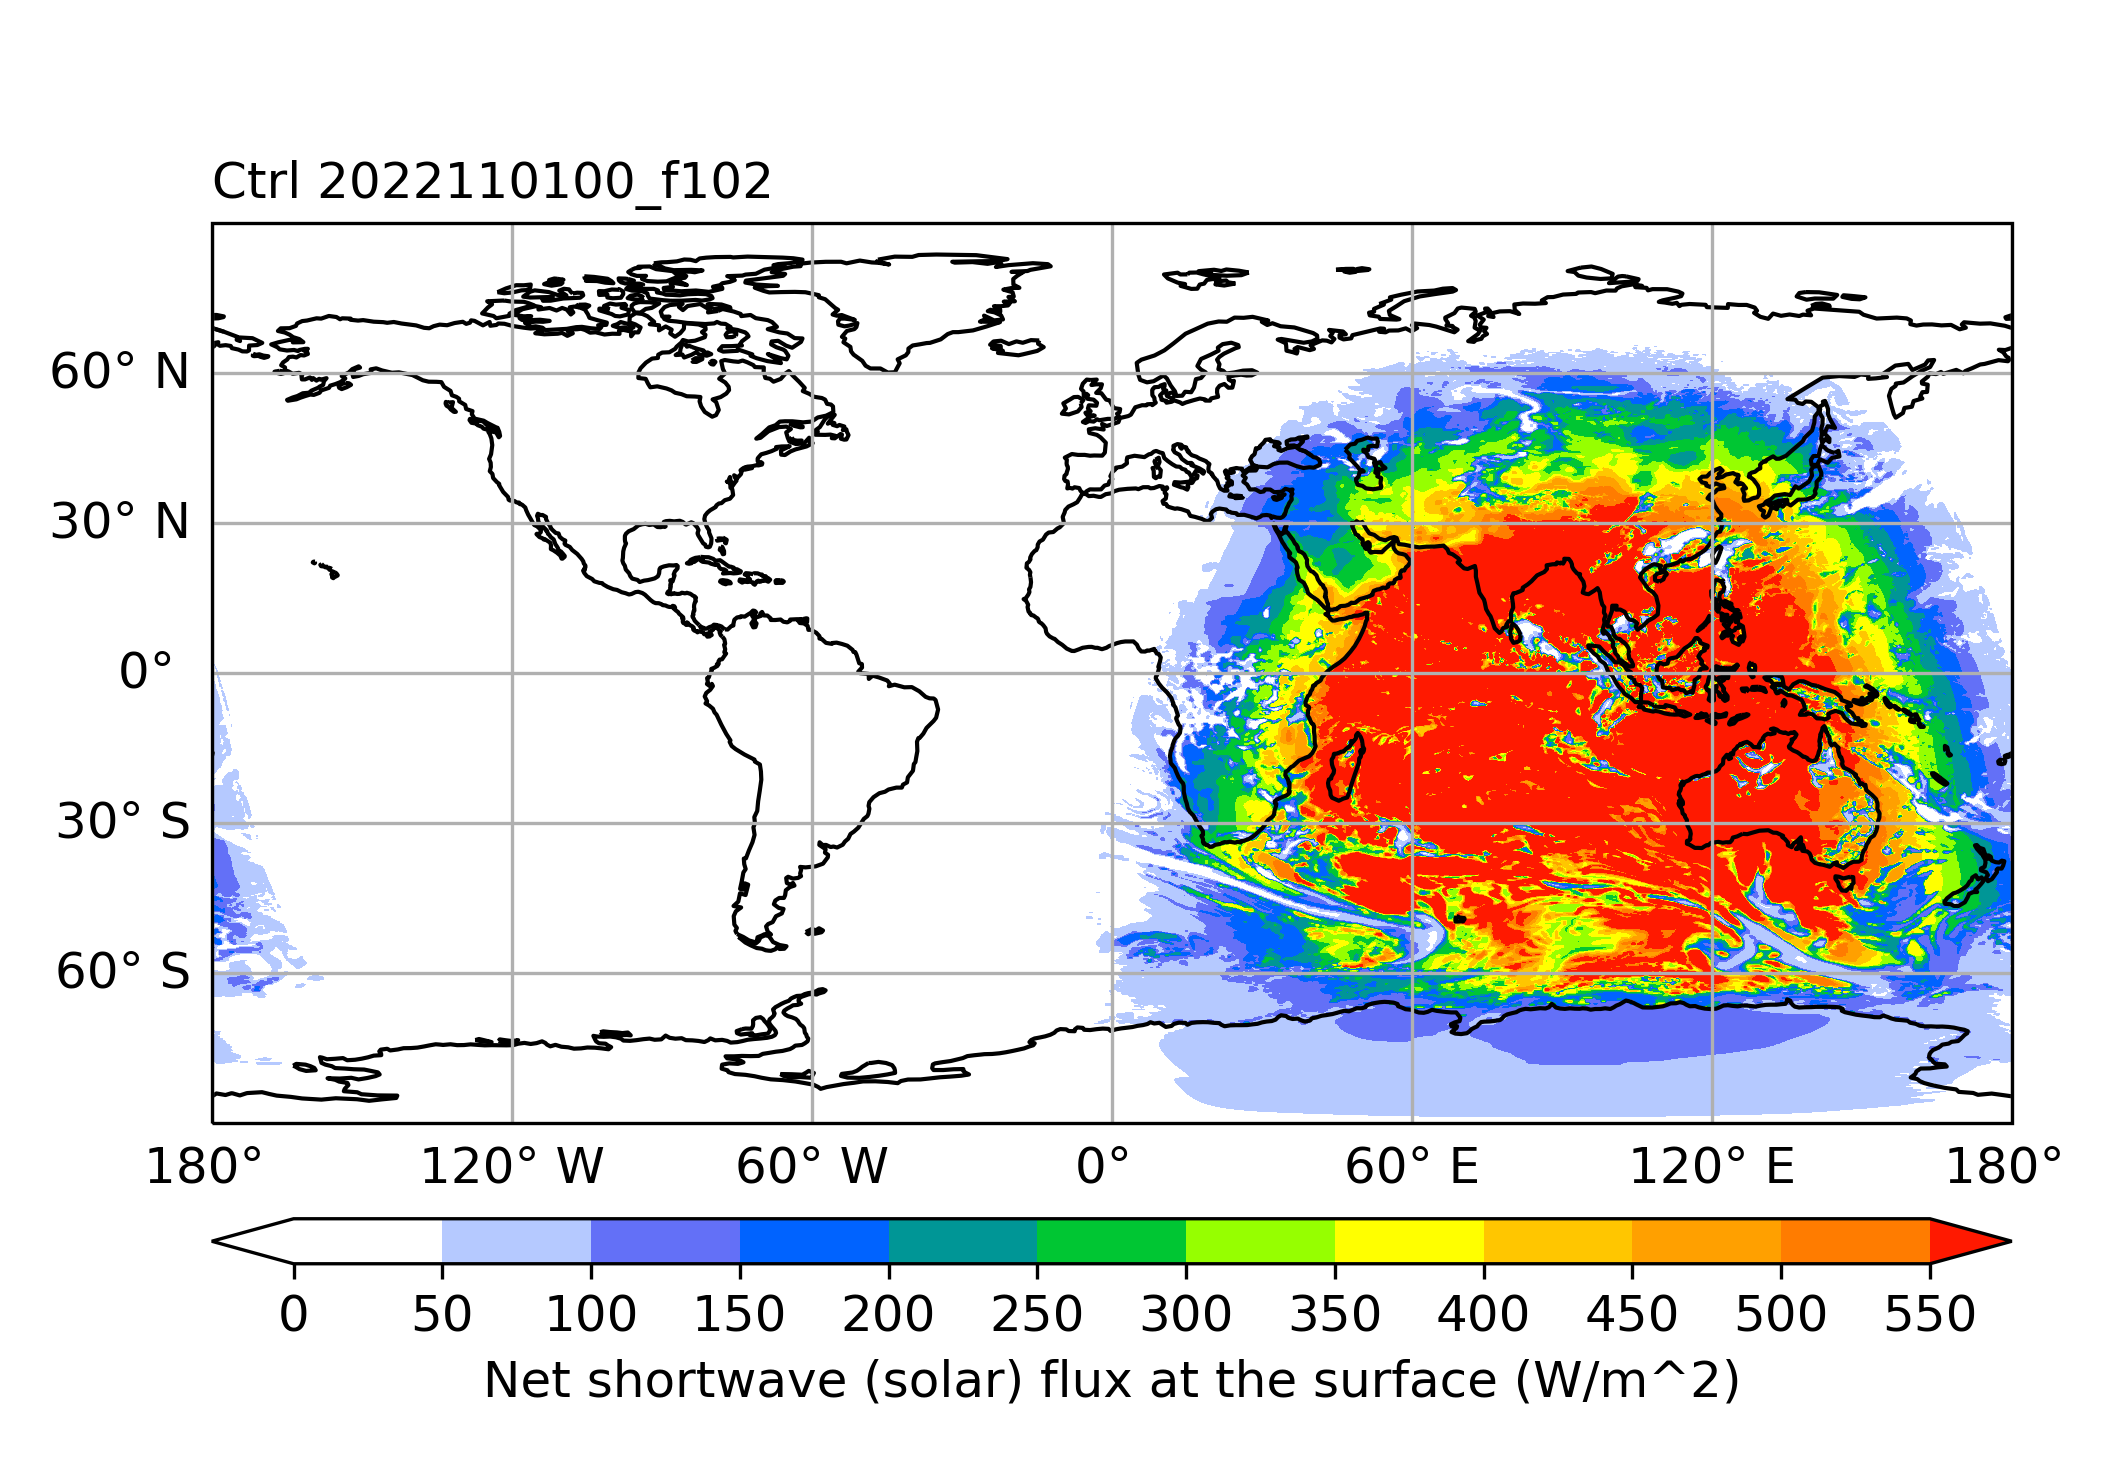 Ctrl 2022110100_f102
60° N
30° N
0°
30° S
60° S
180° 120° W 60° W 0° 60° E 120° E 180°
0 50 100 150 200 250 300 350 400 450 500 550
Net shortwave (solar) flux at the surface (W/m^2)